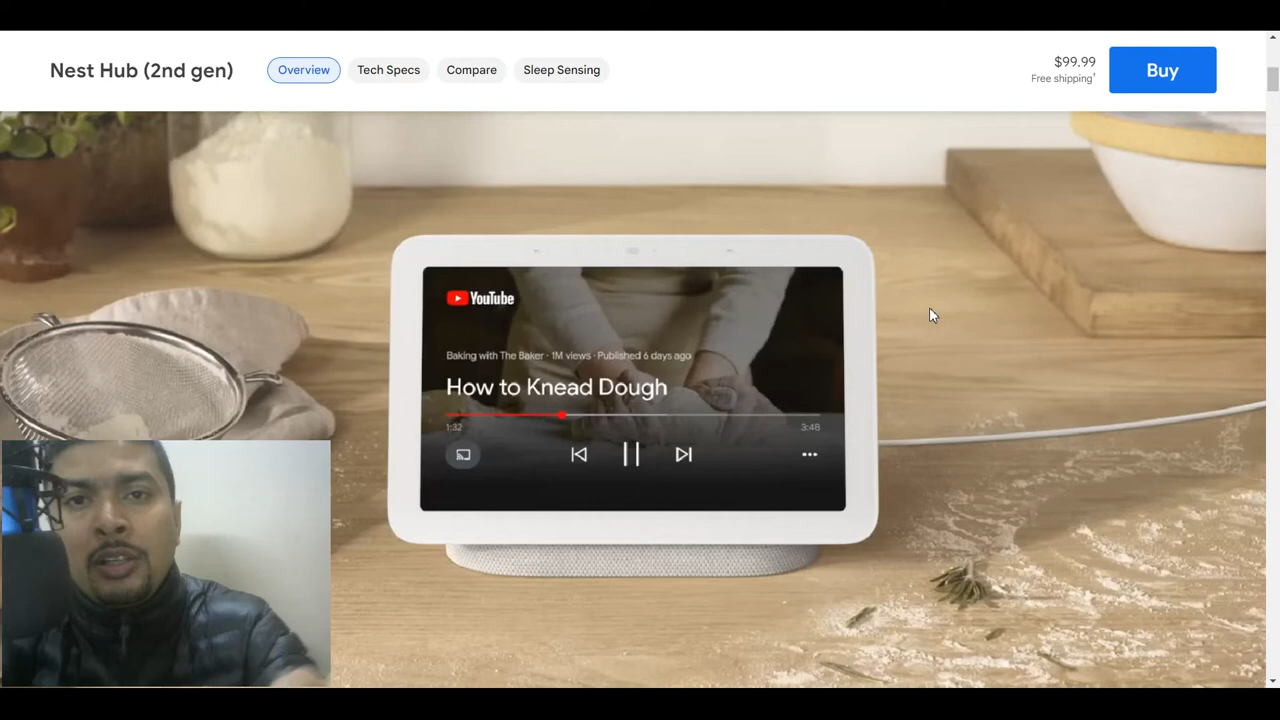 Nest Hub (2nd gen)
Overview
Tech Specs
Compare
Sleep Sensing
$99.99
Free shipping†
Buy
YouTube
Baking with The Baker · 1M views · Published 6 days ago
How to Knead Dough
1:32
3:48